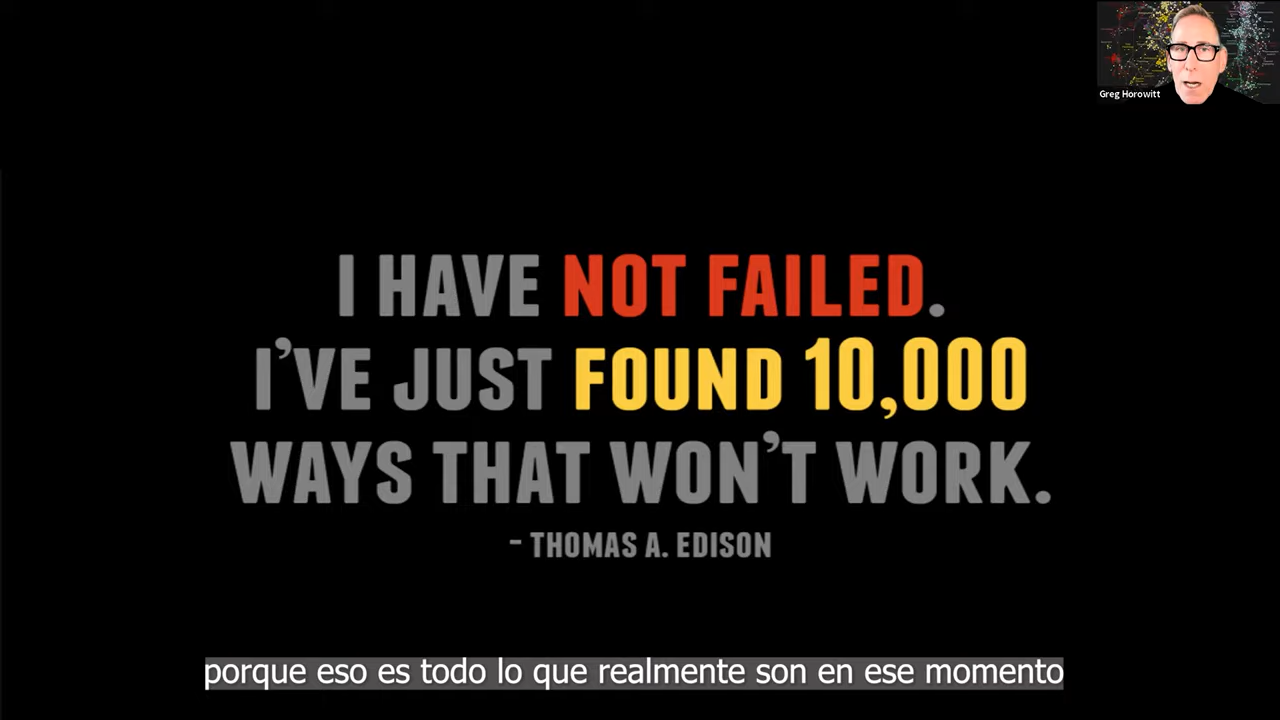 Greg Horowitt
I HAVE NOT FAILED.
I'VE JUST FOUND 10,000
WAYS THAT WON'T WORK.
- THOMAS A. EDISON
porque eso es todo lo que realmente son en ese momento